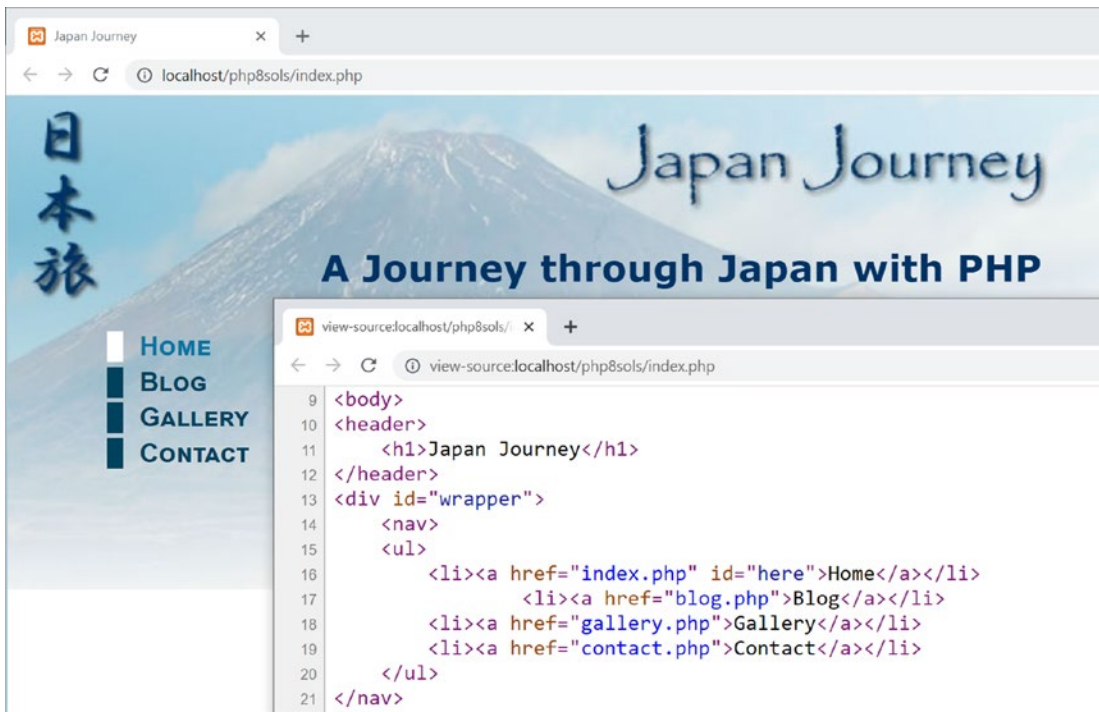 Japan Journey
localhost/php8sols/index.php
日本旅
Japan Journey
A Journey through Japan with PHP
HOME
BLOG
GALLERY
CONTACT
view-source:localhost/php8sols/
view-source:localhost/php8sols/index.php
9 <body>
10 <header>
11 <h1>Japan Journey</h1>
12 </header>
13 <div id="wrapper">
14 <nav>
15 <ul>
16 <li><a href="index.php" id="here">Home</a></li>
17 <li><a href="blog.php">Blog</a></li>
18 <li><a href="gallery.php">Gallery</a></li>
19 <li><a href="contact.php">Contact</a></li>
20 </ul>
21 </nav>